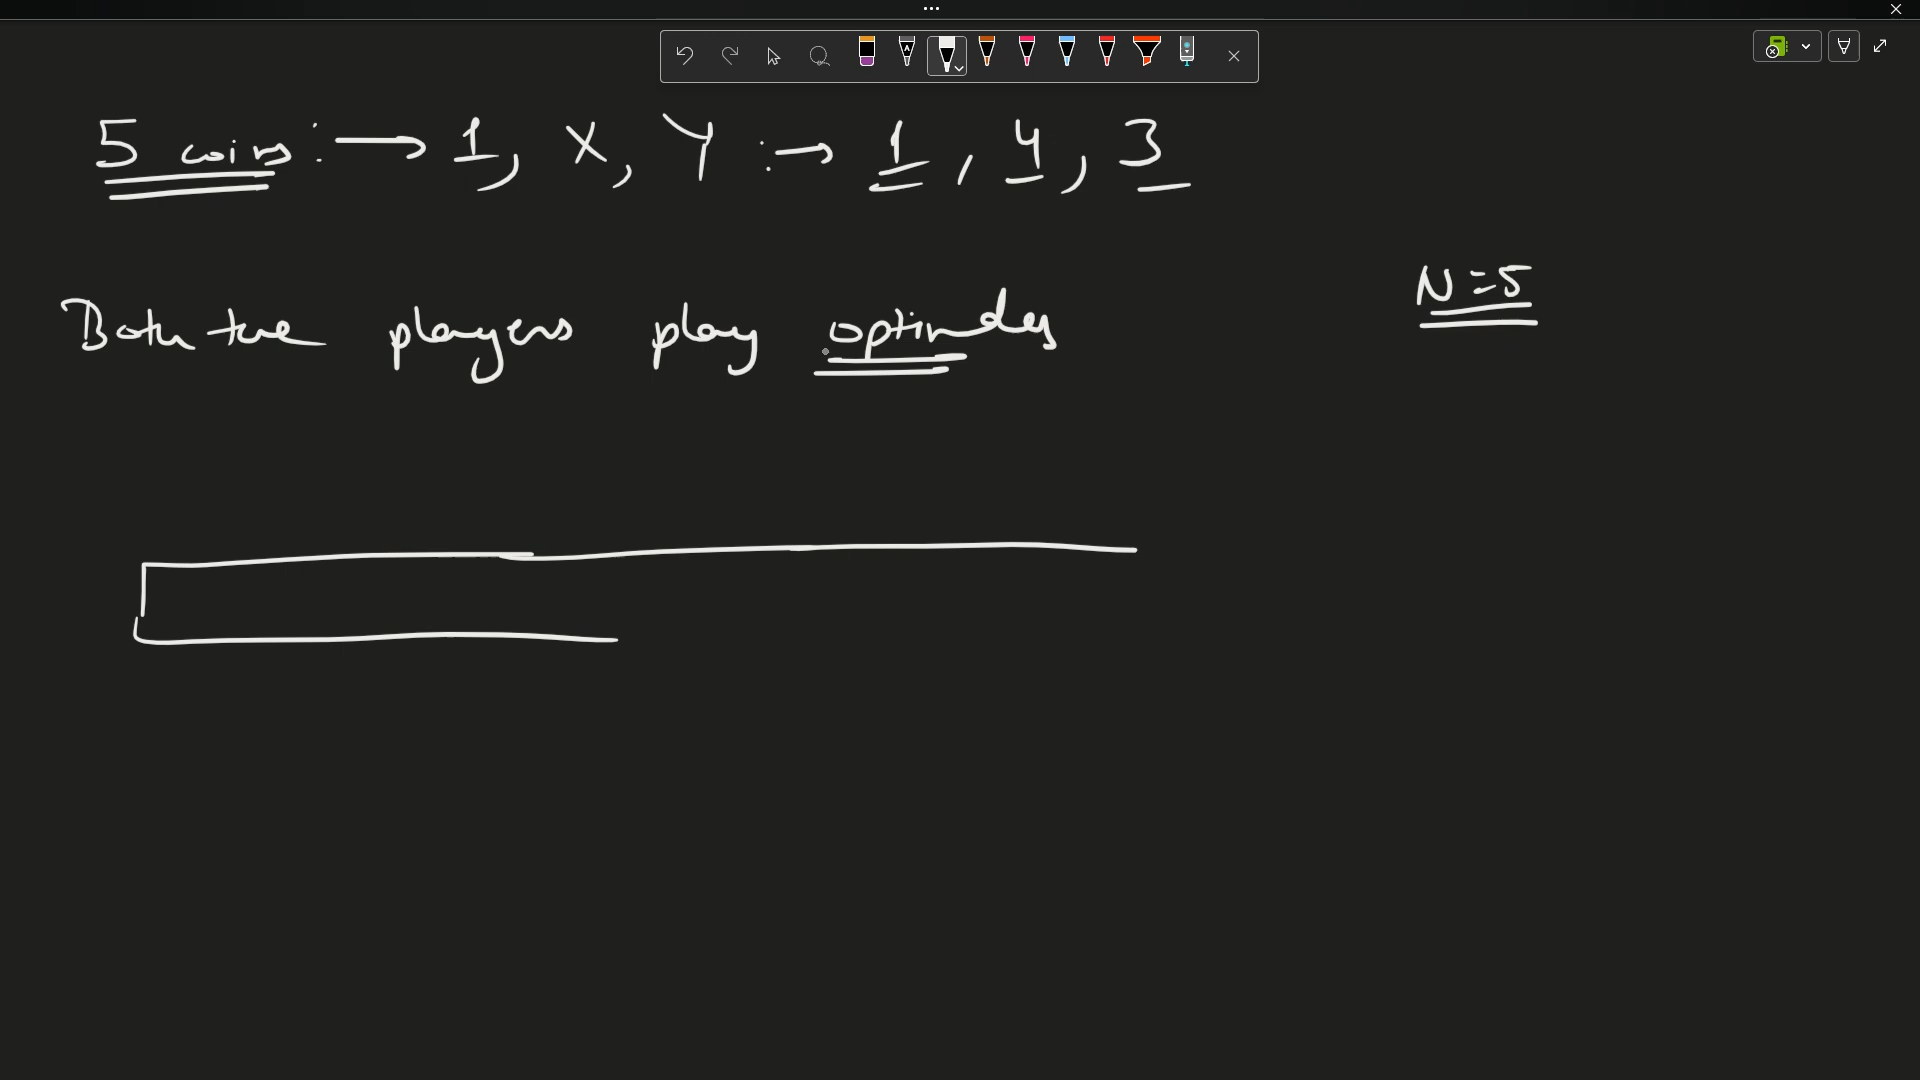 5 coins :→ 1, X, Y :→ 1, 4, 3
N=5
Both the players play optimally